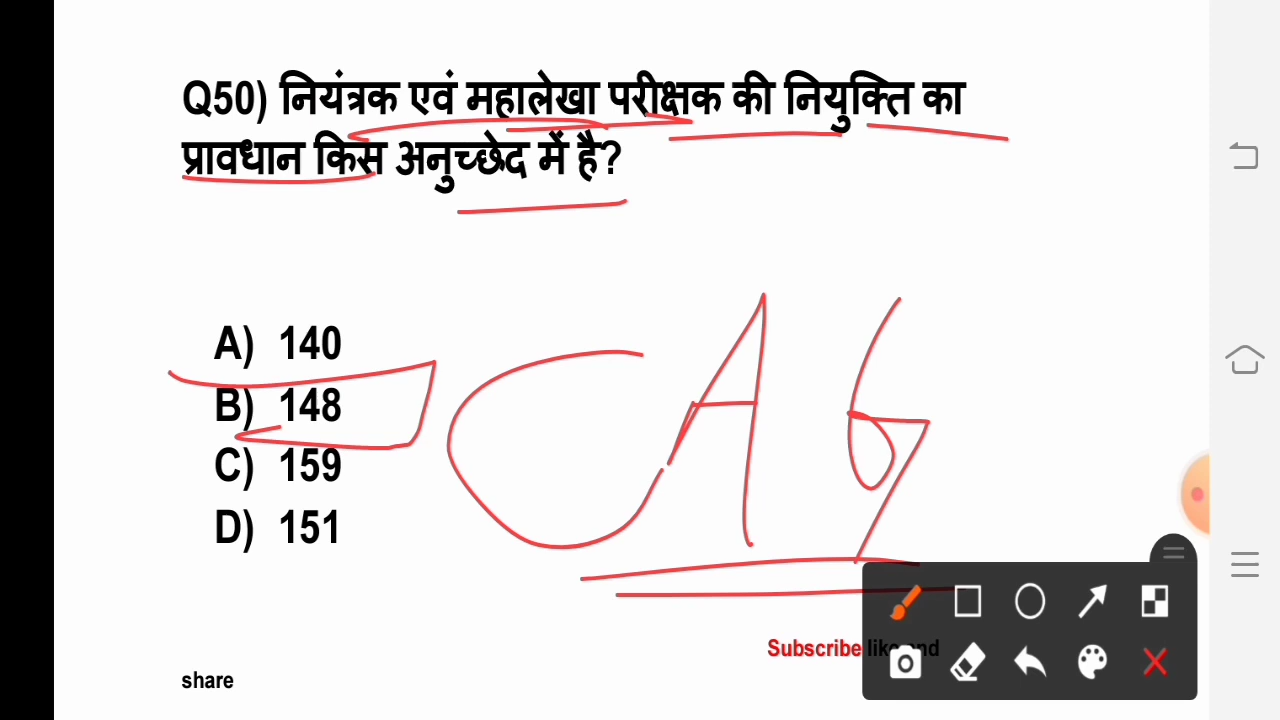 Q50) नियंत्रक एवं महालेखा परीक्षक की नियुक्ति का
प्रावधान किस अनुच्छेद में है?
A) 140
B) 148
C) 159
D) 151
CAG
Subscribe like and
share